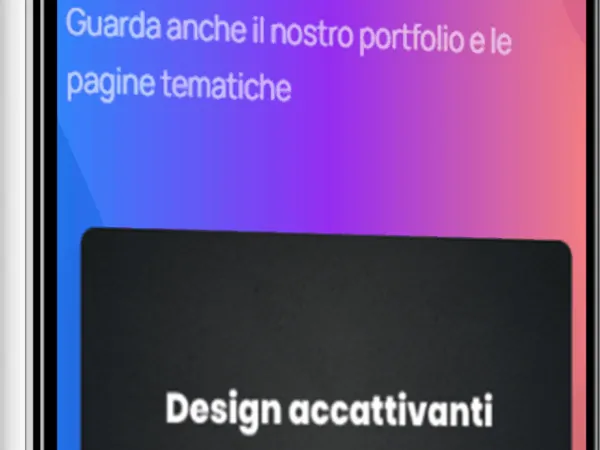 Guarda anche il nostro portfolio e le
pagine tematiche
Design accattivanti